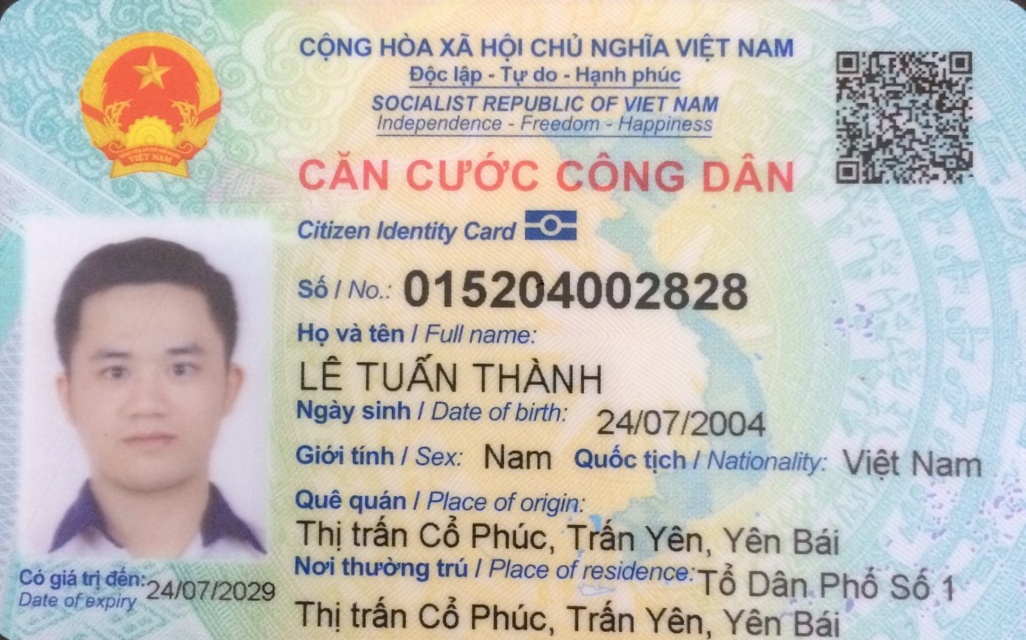 CỘNG HÒA XÃ HỘI CHỦ NGHĨA VIỆT NAM
Độc lập - Tự do - Hạnh phúc
SOCIALIST REPUBLIC OF VIET NAM
Independence - Freedom - Happiness
CĂN CƯỚC CÔNG DÂN
Citizen Identity Card
Số / No.: 015204002828
Họ và tên / Full name:
LÊ TUẤN THÀNH
Ngày sinh / Date of birth: 24/07/2004
Giới tính / Sex: Nam Quốc tịch / Nationality: Việt Nam
Quê quán / Place of origin:
Thị trấn Cổ Phúc, Trấn Yên, Yên Bái
Nơi thường trú / Place of residence: Tổ Dân Phố Số 1
Thị trấn Cổ Phúc, Trấn Yên, Yên Bái
Có giá trị đến: 24/07/2029
Date of expiry
VIỆT NAM